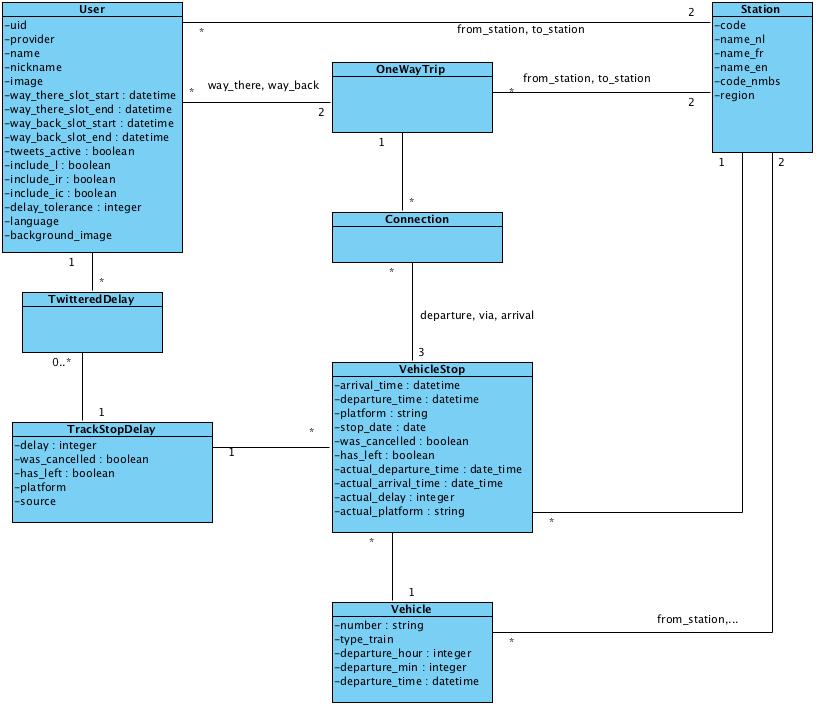 User
-uid
-provider
-name
-nickname
-image
-way_there_slot_start : datetime
-way_there_slot_end : datetime
-way_back_slot_start : datetime
-way_back_slot_end : datetime
-tweets_active : boolean
-include_l : boolean
-include_ir : boolean
-include_ic : boolean
-delay_tolerance : integer
-language
-background_image
*
from_station, to_station
2
Station
-code
-name_nl
-name_fr
-name_en
-code_nmbs
-region
*
way_there, way_back
2
OneWayTrip
*
from_station, to_station
2
1
*
Connection
*
departure, via, arrival
3
1
*
TwitteredDelay
0..*
1
TrackStopDelay
-delay : integer
-was_cancelled : boolean
-has_left : boolean
-platform
-source
1
*
VehicleStop
-arrival_time : datetime
-departure_time : datetime
-platform : string
-stop_date : date
-was_cancelled : boolean
-has_left : boolean
-actual_departure_time : date_time
-actual_arrival_time : date_time
-actual_delay : integer
-actual_platform : string
1
2
*
*
1
Vehicle
-number : string
-type_train
-departure_hour : integer
-departure_min : integer
-departure_time : datetime
from_station,...
*